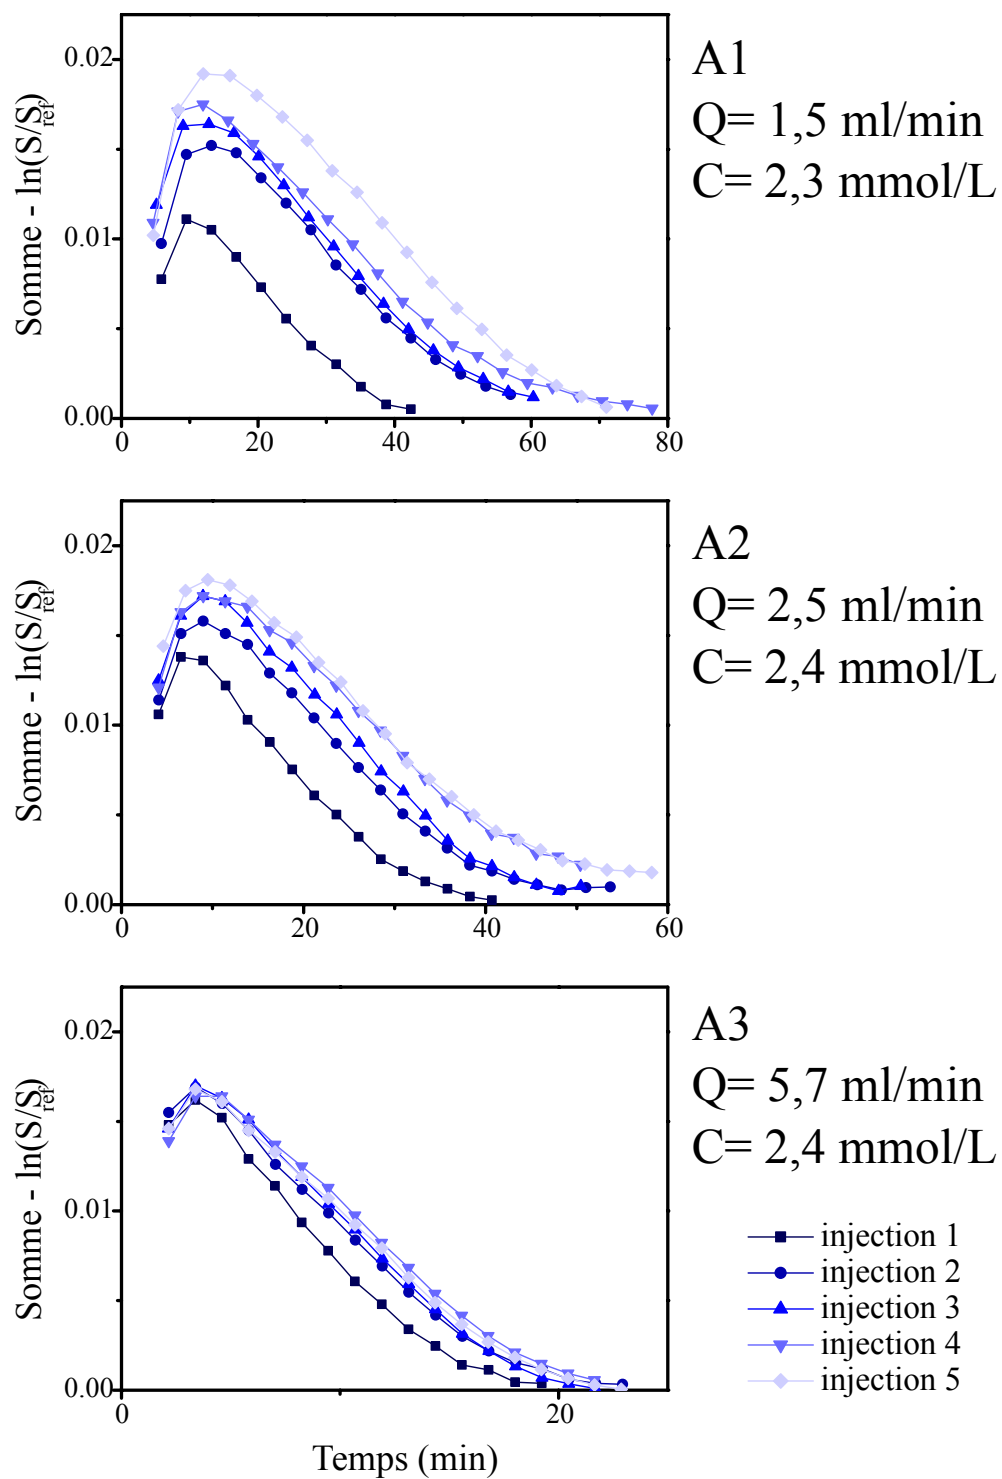 A1
Q= 1,5 ml/min
C= 2,3 mmol/L
Somme - ln(S/Sref)
0.02
0.01
0.00
0 20 40 60 80
A2
Q= 2,5 ml/min
C= 2,4 mmol/L
Somme - ln(S/Sref)
0.02
0.01
0.00
0 20 40 60
A3
Q= 5,7 ml/min
C= 2,4 mmol/L
Somme - ln(S/Sref)
0.02
0.01
0.00
0 20
Temps (min)
injection 1
injection 2
injection 3
injection 4
injection 5